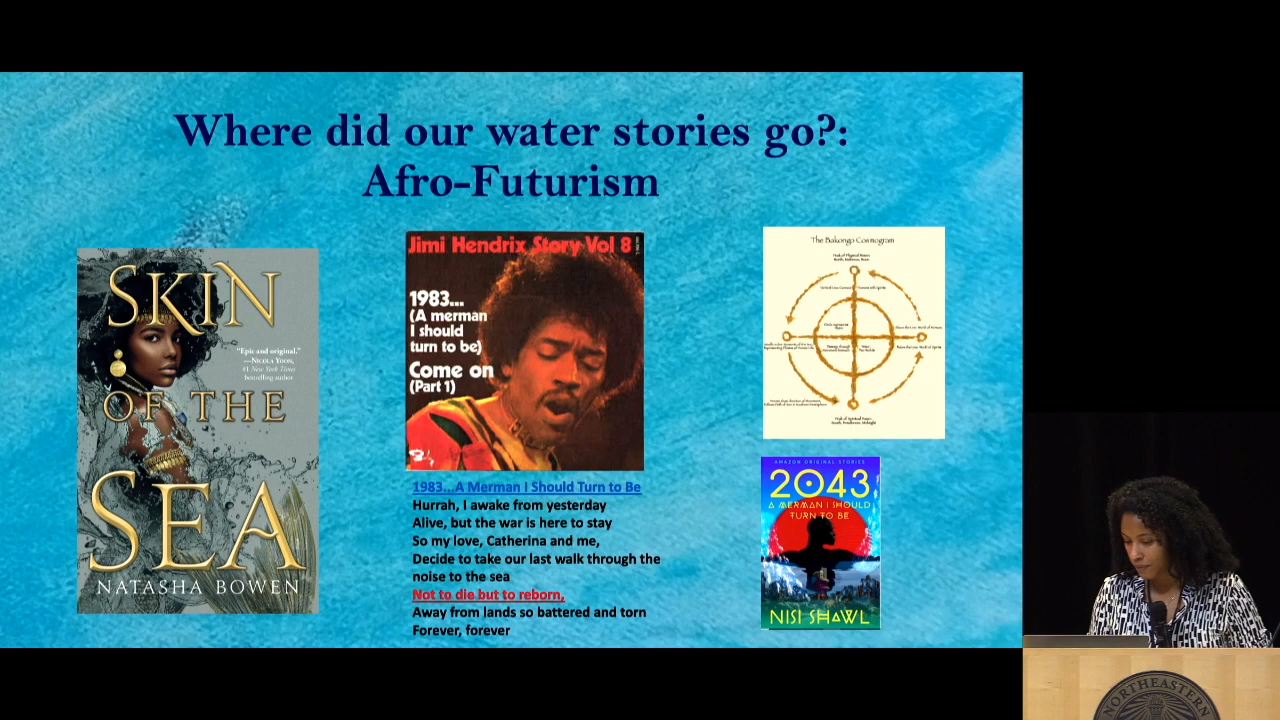 Where did our water stories go?:
Afro-Futurism
SKIN
OF THE
SEA
"Epic and original."
—NICOLA YOON,
#1 New York Times
bestselling author
NATASHA BOWEN
Jimi Hendrix Story Vol 8
1983...
(A merman
I should
turn to be)
Come on
(Part 1)
1983...A Merman I Should Turn to Be
Hurrah, I awake from yesterday
Alive, but the war is here to stay
So my love, Catherina and me,
Decide to take our last walk through the
noise to the sea
Not to die but to reborn,
Away from lands so battered and torn
Forever, forever
The Bakongo Cosmogram
AMAZON ORIGINAL STORIES
2043
A MERMAN I SHOULD
TURN TO BE
NISI SHAWL
NORTHEASTERN